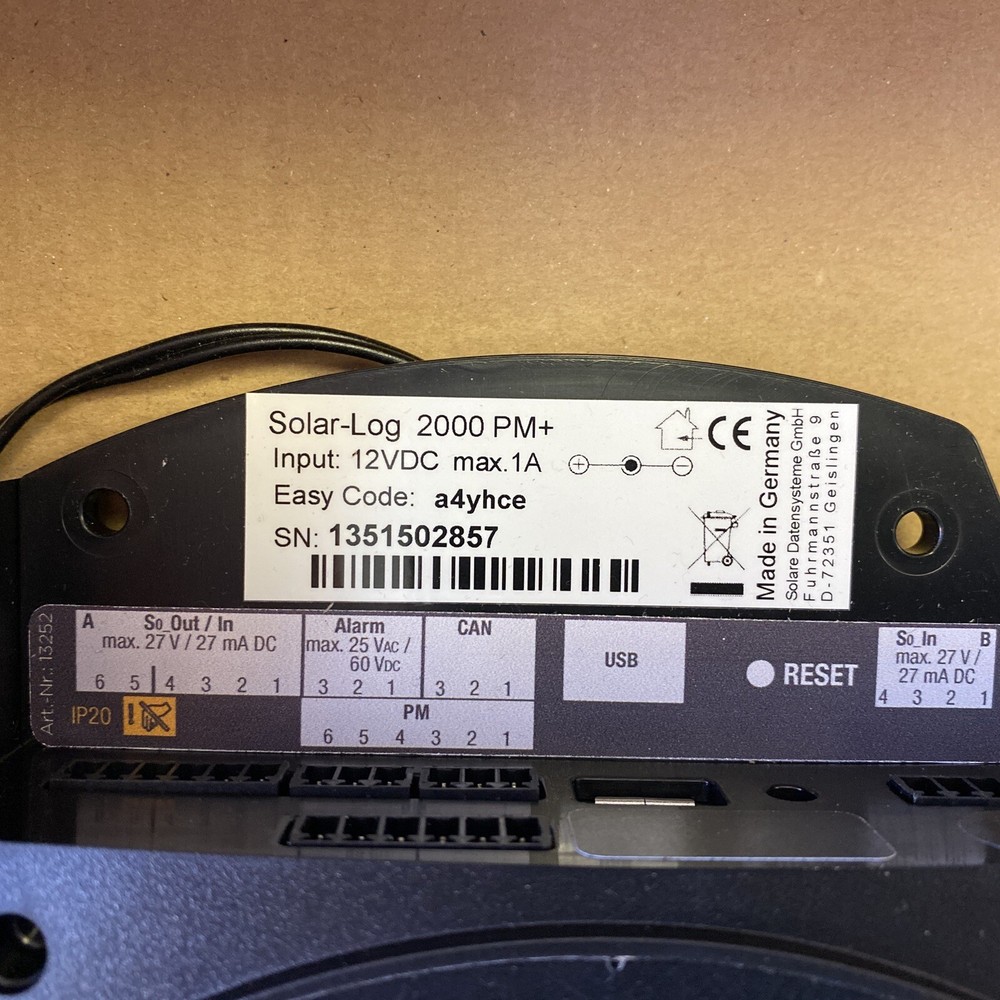 Solar-Log 2000 PM+
Input: 12VDC max.1A
Easy Code: a4yhce
SN: 1351502857
CE
Made in Germany
Solare Datensysteme GmbH
Fuhrmannstraße 9
D-72351 Geislingen
Art.-Nr.: 13252
A S0_Out / In
max. 27 V / 27 mA DC
6 5 4 3 2 1
IP20
Alarm
max. 25 VAC /
60 VDC
3 2 1
CAN
3 2 1
PM
6 5 4 3 2 1
USB
RESET
S0_In B
max. 27 V /
27 mA DC
4 3 2 1